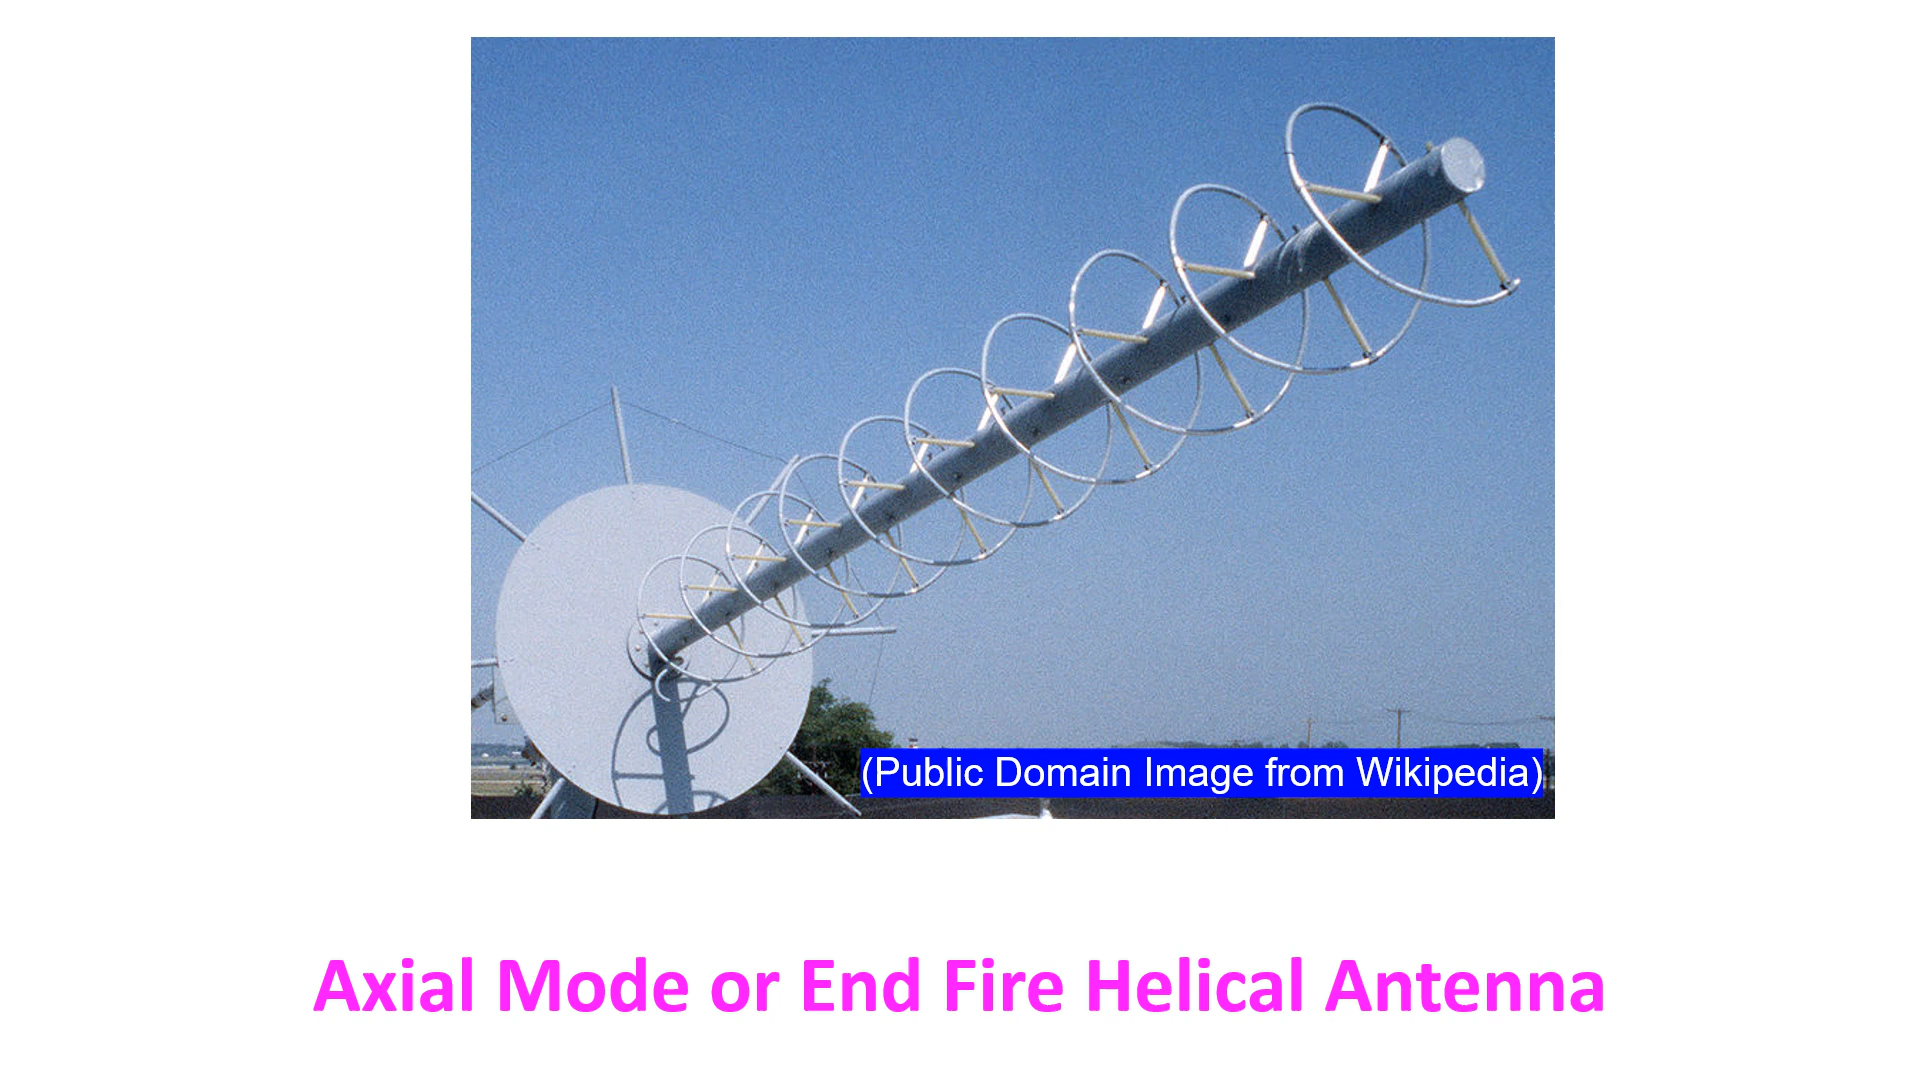 (Public Domain Image from Wikipedia)
Axial Mode or End Fire Helical Antenna